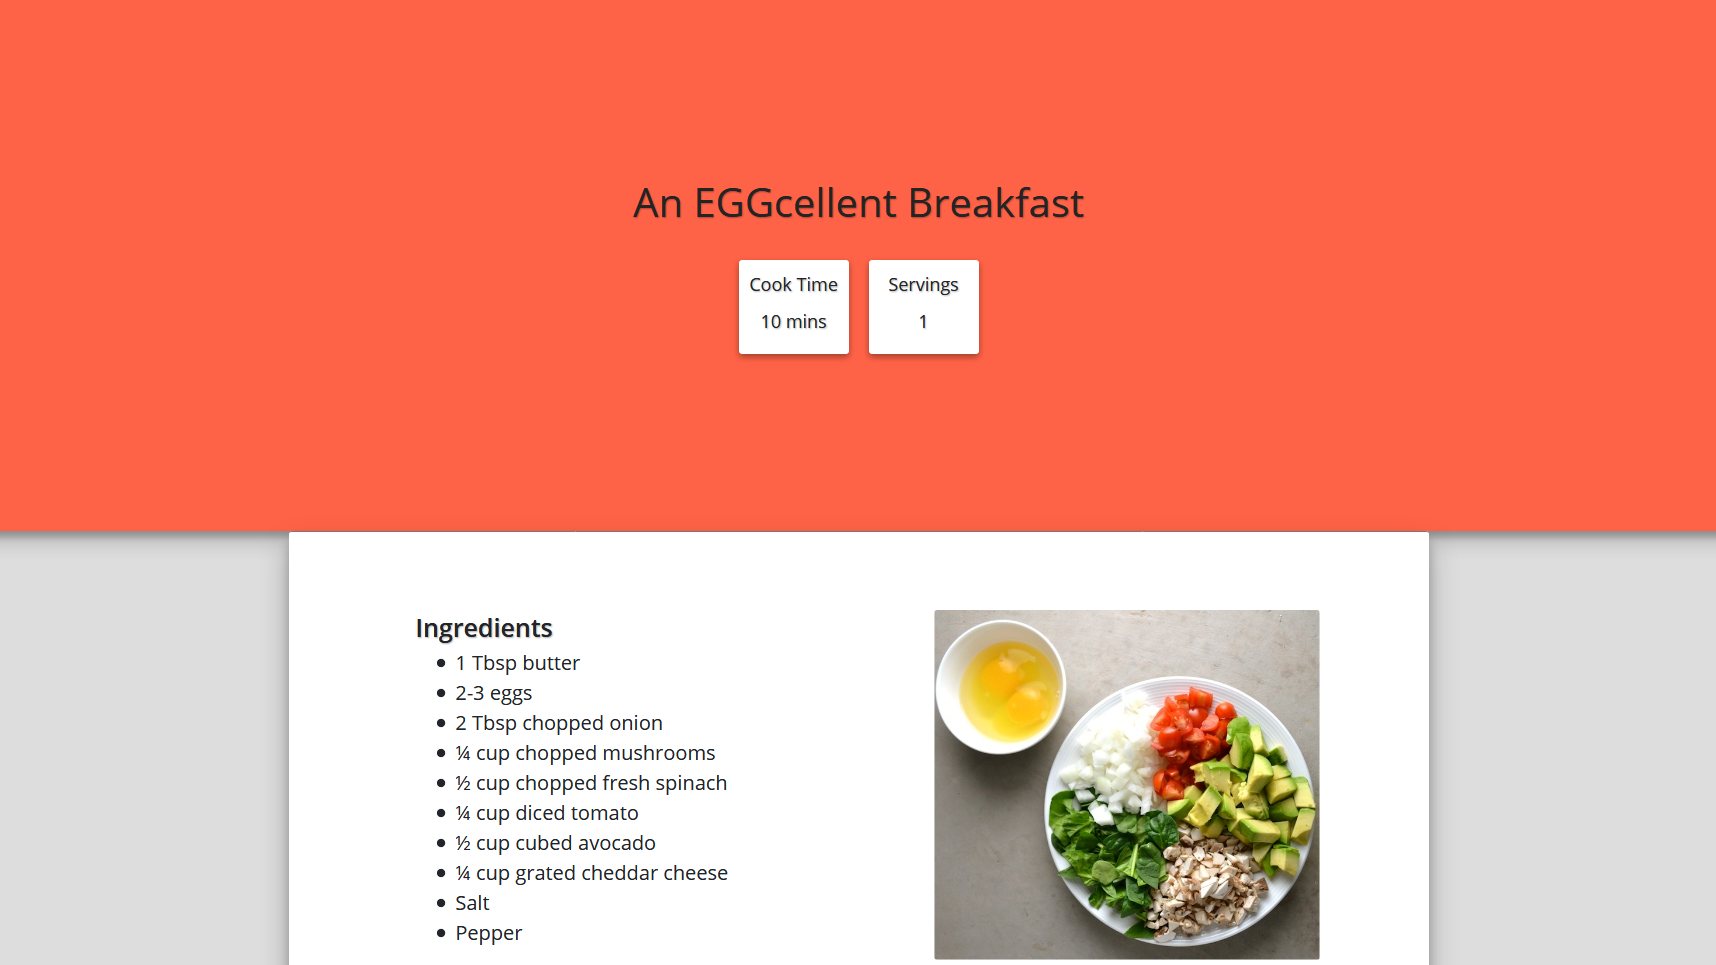 An EGGcellent Breakfast
Cook Time
10 mins
Servings
1
Ingredients
1 Tbsp butter
2-3 eggs
2 Tbsp chopped onion
¼ cup chopped mushrooms
½ cup chopped fresh spinach
¼ cup diced tomato
½ cup cubed avocado
¼ cup grated cheddar cheese
Salt
Pepper